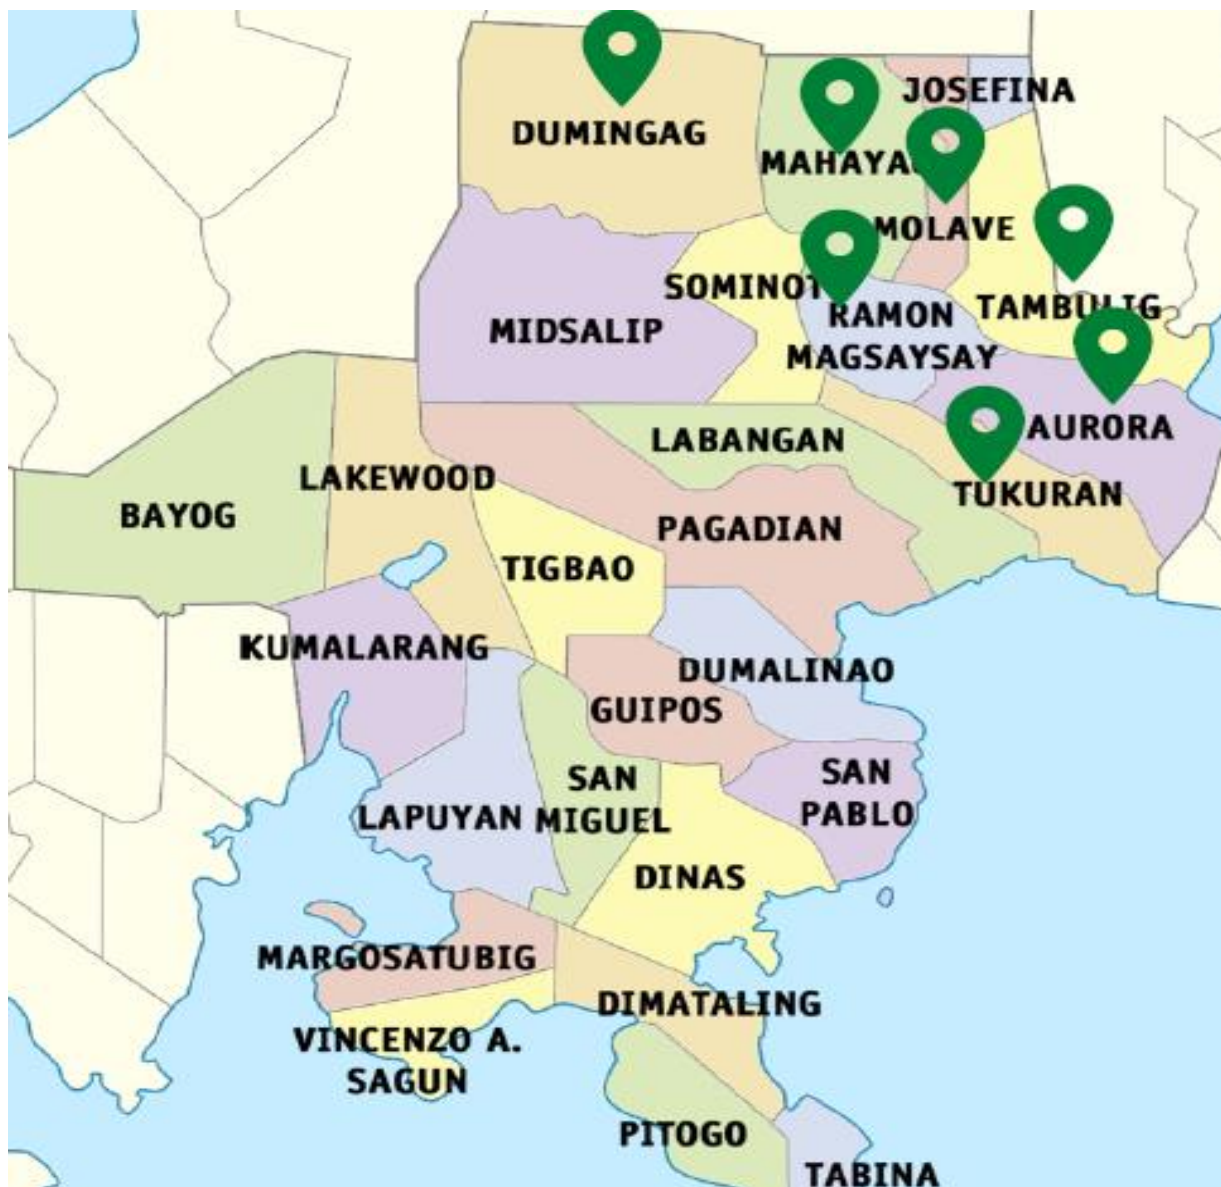 JOSEFINA
DUMINGAG
MAHAYA
MOLAVE
SOMINOT
TAMBULIG
RAMON
MAGSAYSAY
MIDSALIP
AURORA
LABANGAN
LAKEWOOD
TUKURAN
BAYOG
PAGADIAN
TIGBAO
KUMALARANG
DUMALINAO
GUIPOS
SAN
PABLO
SAN
MIGUEL
LAPUYAN
DINAS
MARGOSATUBIG
DIMATALING
VINCENZO A.
SAGUN
PITOGO
TABINA